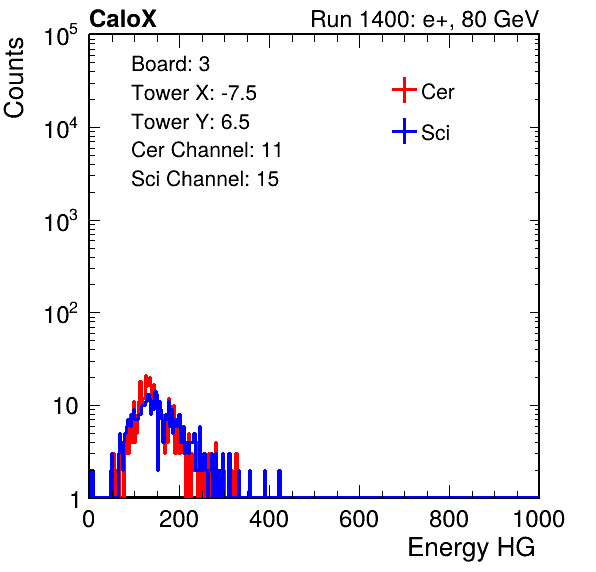 CaloX Run 1400: e+, 80 GeV
Counts
Board: 3
Tower X: -7.5
Tower Y: 6.5
Cer Channel: 11
Sci Channel: 15
Cer
Sci
10^5
10^4
10^3
10^2
10
1
0 200 400 600 800 1000
Energy HG